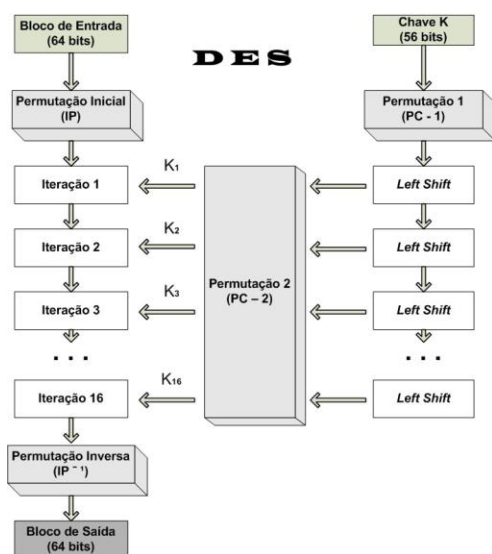 Bloco de Entrada
(64 bits)
DES
Chave K
(56 bits)
Permutação Inicial
(IP)
Permutação 1
(PC - 1)
Iteração 1
K1
Left Shift
Iteração 2
K2
Left Shift
Permutação 2
(PC – 2)
Iteração 3
K3
Left Shift
. . .
. . .
Iteração 16
K16
Left Shift
Permutação Inversa
(IP ⁻ ¹)
Bloco de Saída
(64 bits)